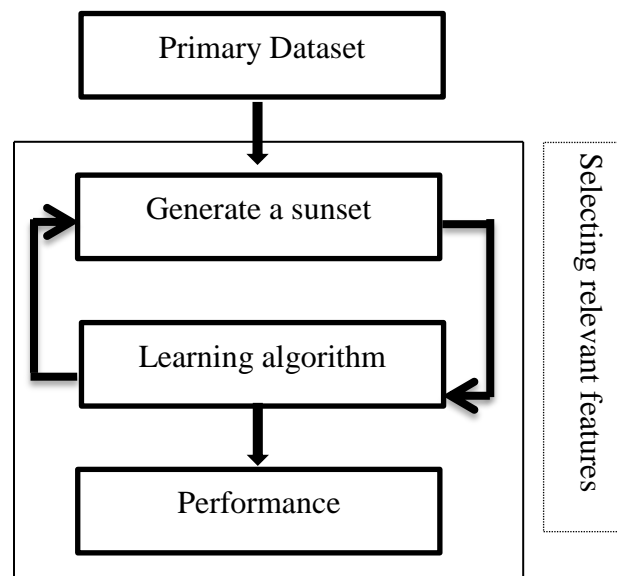 Primary Dataset
Generate a sunset
Learning algorithm
Performance
Selecting relevant features